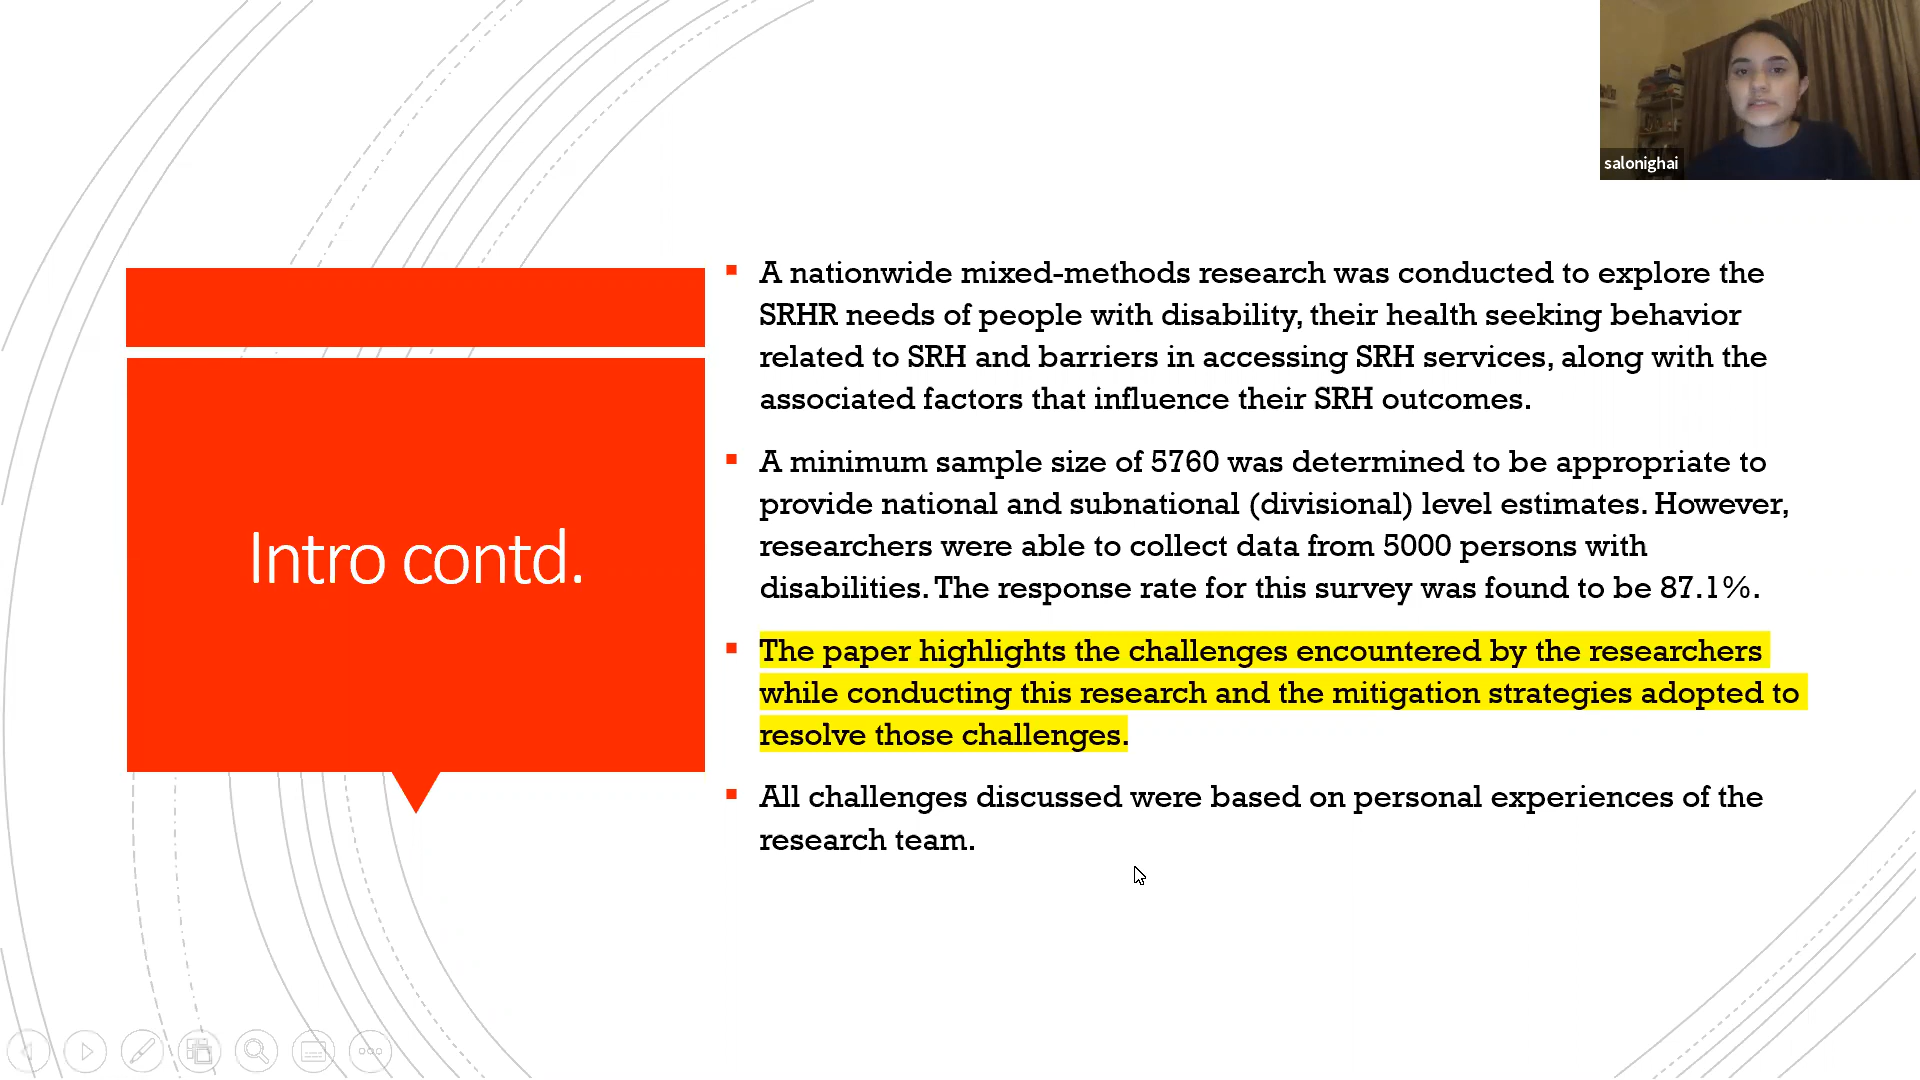 salonighai
Intro contd.
A nationwide mixed-methods research was conducted to explore the
SRHR needs of people with disability, their health seeking behavior
related to SRH and barriers in accessing SRH services, along with the
associated factors that influence their SRH outcomes.
A minimum sample size of 5760 was determined to be appropriate to
provide national and subnational (divisional) level estimates. However,
researchers were able to collect data from 5000 persons with
disabilities. The response rate for this survey was found to be 87.1%.
The paper highlights the challenges encountered by the researchers
while conducting this research and the mitigation strategies adopted to
resolve those challenges.
All challenges discussed were based on personal experiences of the
research team.